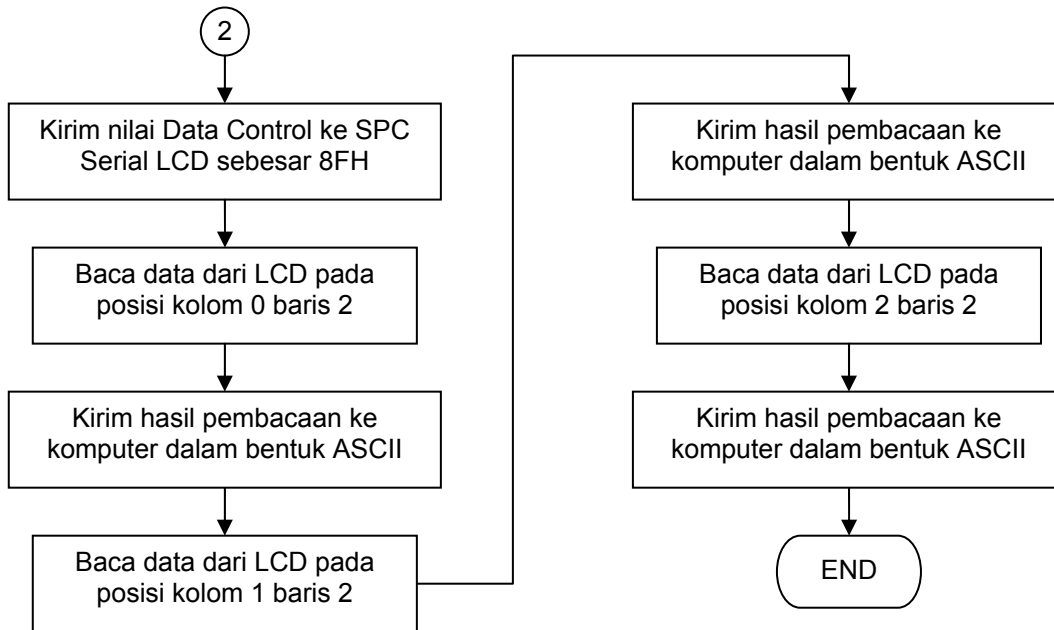 2
Kirim nilai Data Control ke SPC
Serial LCD sebesar 8FH
Baca data dari LCD pada
posisi kolom 0 baris 2
Kirim hasil pembacaan ke
komputer dalam bentuk ASCII
Baca data dari LCD pada
posisi kolom 1 baris 2
Kirim hasil pembacaan ke
komputer dalam bentuk ASCII
Baca data dari LCD pada
posisi kolom 2 baris 2
Kirim hasil pembacaan ke
komputer dalam bentuk ASCII
END